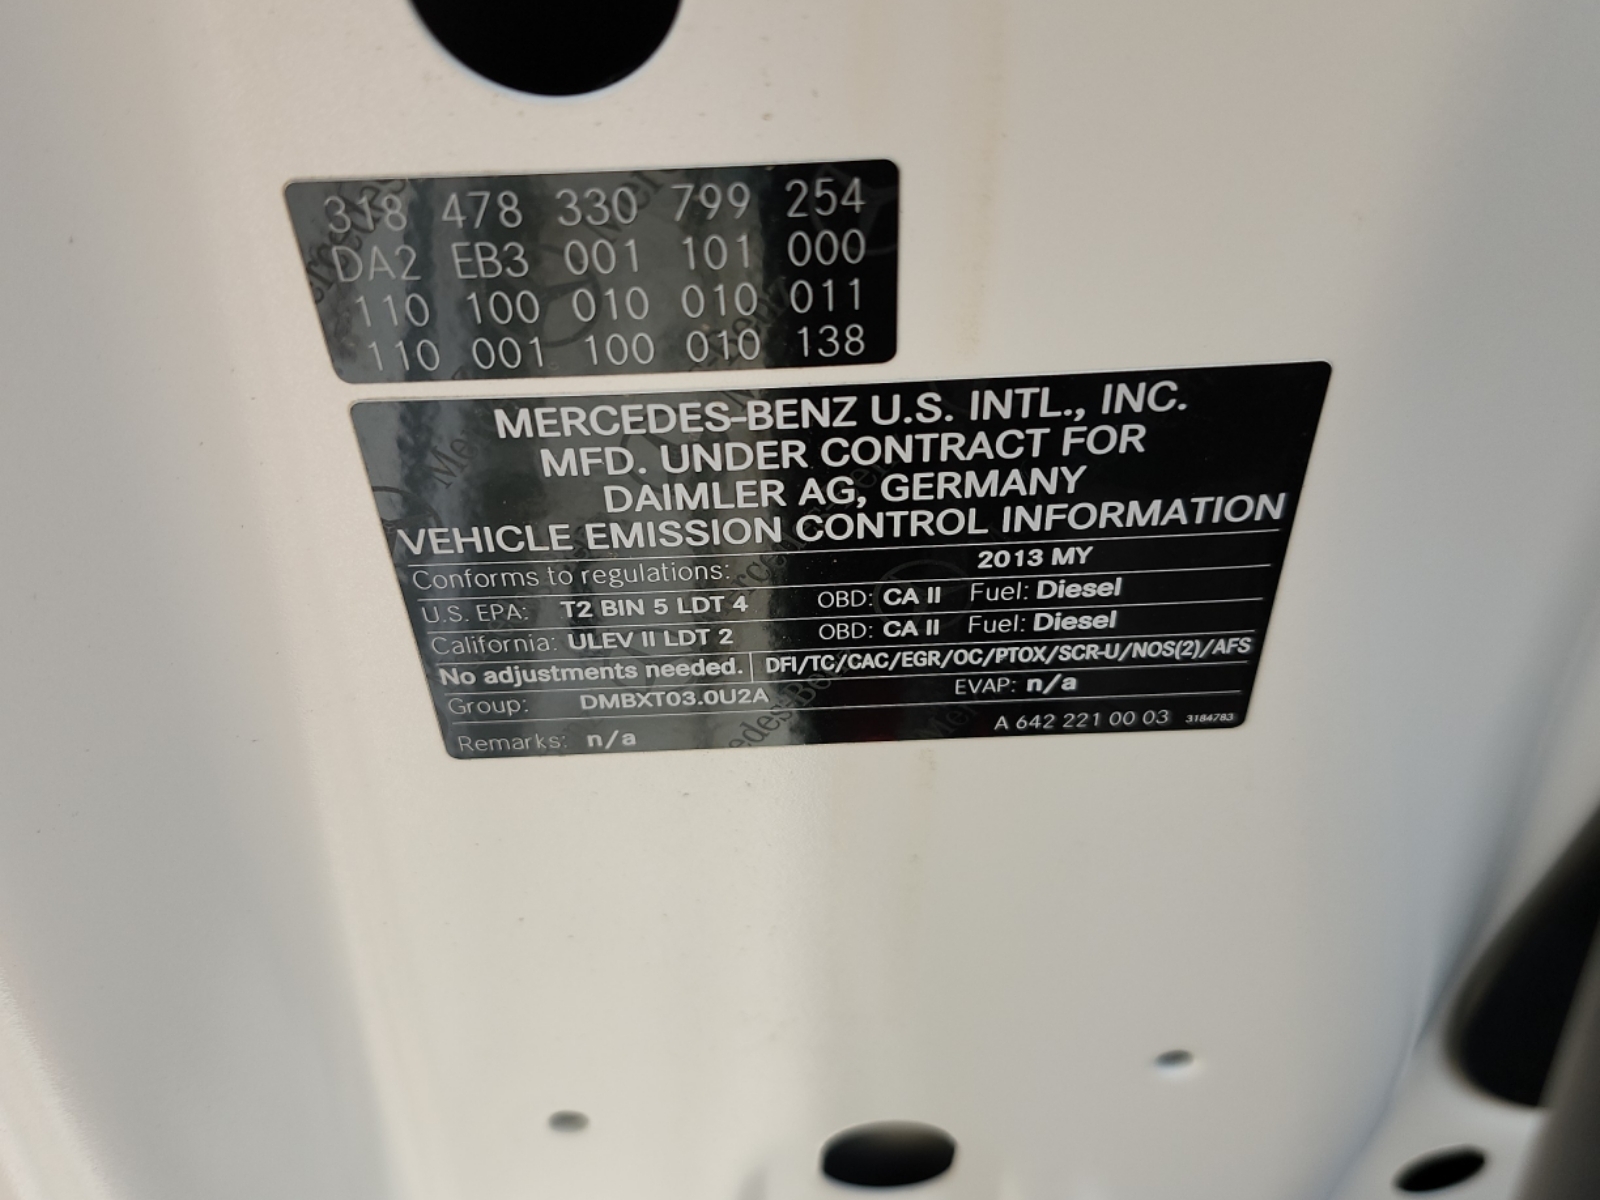 318 478 330 799 254
DA2 EB3 001 101 000
110 100 010 010 011
110 001 100 010 138
MERCEDES-BENZ U.S. INTL., INC.
MFD. UNDER CONTRACT FOR
DAIMLER AG, GERMANY
VEHICLE EMISSION CONTROL INFORMATION
Conforms to regulations: 2013 MY
U.S. EPA: T2 BIN 5 LDT 4 OBD: CA II Fuel: Diesel
California: ULEV II LDT 2 OBD: CA II Fuel: Diesel
No adjustments needed. DFI/TC/CAC/EGR/OC/PTOX/SCR-U/NOS(2)/AFS
Group: DMBXT03.0U2A EVAP: n/a
Remarks: n/a A 642 221 00 03 3184783